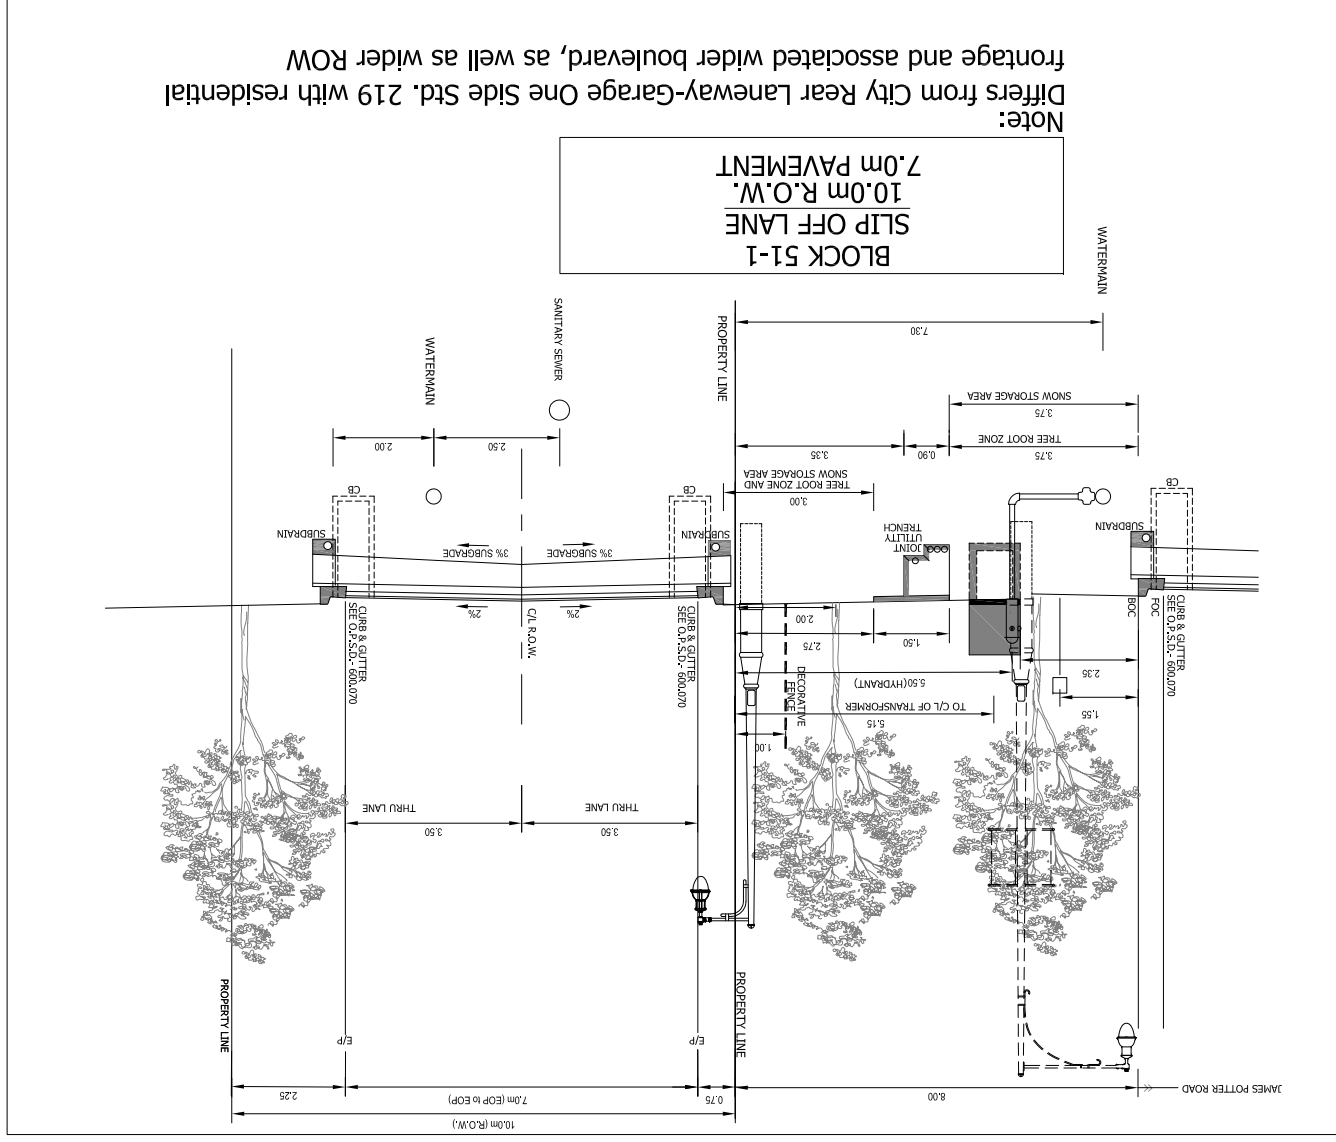 JAMES POTTER ROAD
8.00
10.0m (R.O.W.)
0.75
7.0m (EOP to EOP)
2.25
E/P
E/P
PROPERTY LINE
PROPERTY LINE
3.50
THRU LANE
3.50
THRU LANE
1.55
2.35
1.00
5.15
TO C/L OF TRANSFORMER
5.50(HYDRANT)
DECORATIVE
FENCE
1.50
2.75
2.00
BOC
FOC
CURB & GUTTER
SEE O.P.S.D.- 600.070
CURB & GUTTER
SEE O.P.S.D.- 600.070
C/L R.O.W.
CURB & GUTTER
SEE O.P.S.D.- 600.070
2%
2%
3% SUBGRADE
3% SUBGRADE
SUBDRAIN
SUBDRAIN
SUBDRAIN
JOINT
UTILITY
TRENCH
CB
CB
CB
3.00
TREE ROOT ZONE AND
SNOW STORAGE AREA
3.75
TREE ROOT ZONE
0.90
3.35
3.75
SNOW STORAGE AREA
2.50
2.00
7.30
PROPERTY LINE
SANITARY SEWER
WATERMAIN
WATERMAIN
BLOCK 51-1
SLIP OFF LANE
10.0m R.O.W.
7.0m PAVEMENT
Note:
Differs from City Rear Laneway-Garage One Side Std. 219 with residential
frontage and associated wider boulevard, as well as wider ROW